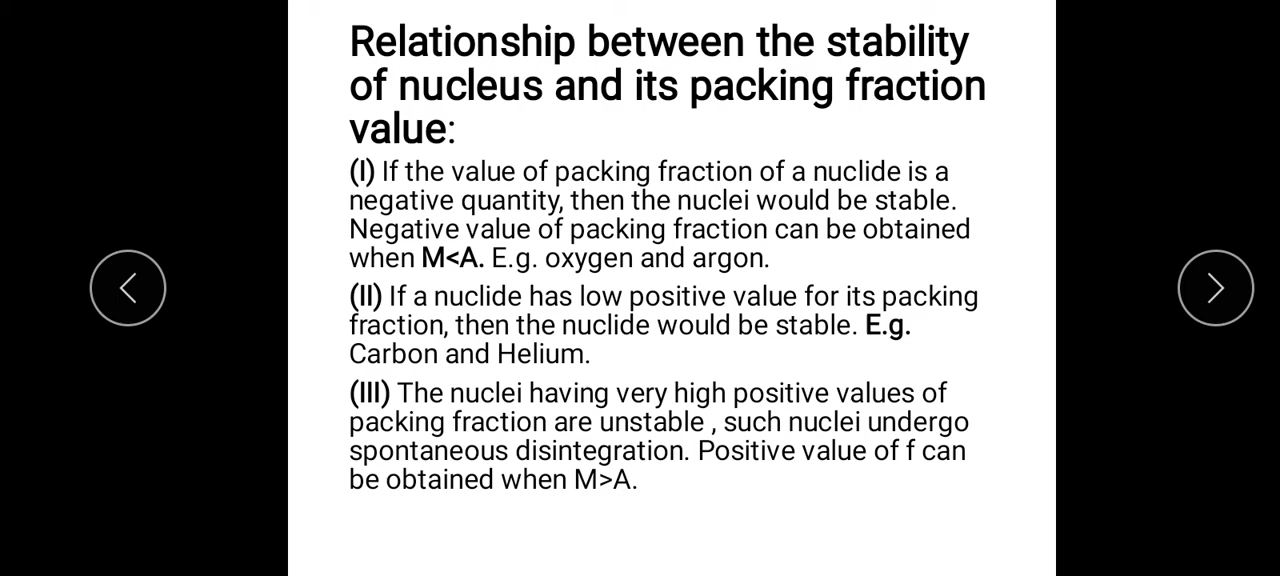 Relationship between the stability
of nucleus and its packing fraction
value:
(I) If the value of packing fraction of a nuclide is a
negative quantity, then the nuclei would be stable.
Negative value of packing fraction can be obtained
when M<A. E.g. oxygen and argon.
(II) If a nuclide has low positive value for its packing
fraction, then the nuclide would be stable. E.g.
Carbon and Helium.
(III) The nuclei having very high positive values of
packing fraction are unstable , such nuclei undergo
spontaneous disintegration. Positive value of f can
be obtained when M>A.